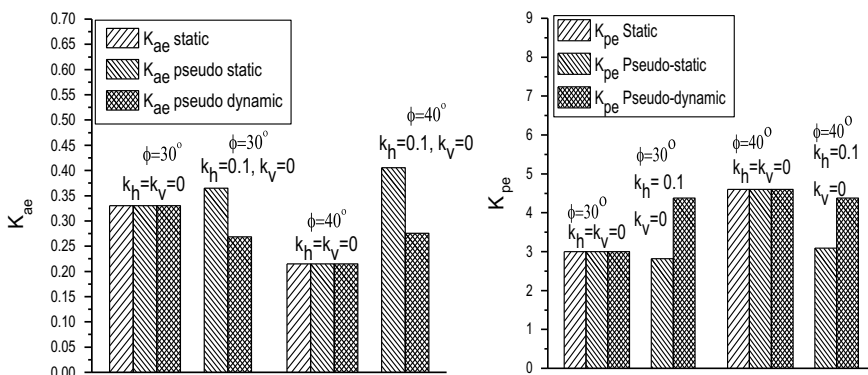 0.70
0.65
0.60
0.55
0.50
0.45
0.40
0.35
0.30
0.25
0.20
0.15
0.10
0.05
0.00
Kae
Kae static
Kae pseudo static
Kae pseudo dynamic
ϕ=30°
kh=kv=0
ϕ=30°
kh=0.1, kv=0
ϕ=40°
kh=kv=0
ϕ=40°
kh=0.1, kv=0
9
8
7
6
5
4
3
2
1
0
Kpe
Kpe Static
Kpe Pseudo-static
Kpe Pseudo-dynamic
ϕ=30°
kh=kv=0
ϕ=30°
kh= 0.1
kv=0
ϕ=40°
kh=kv=0
ϕ=40°
kh=0.1
kv=0